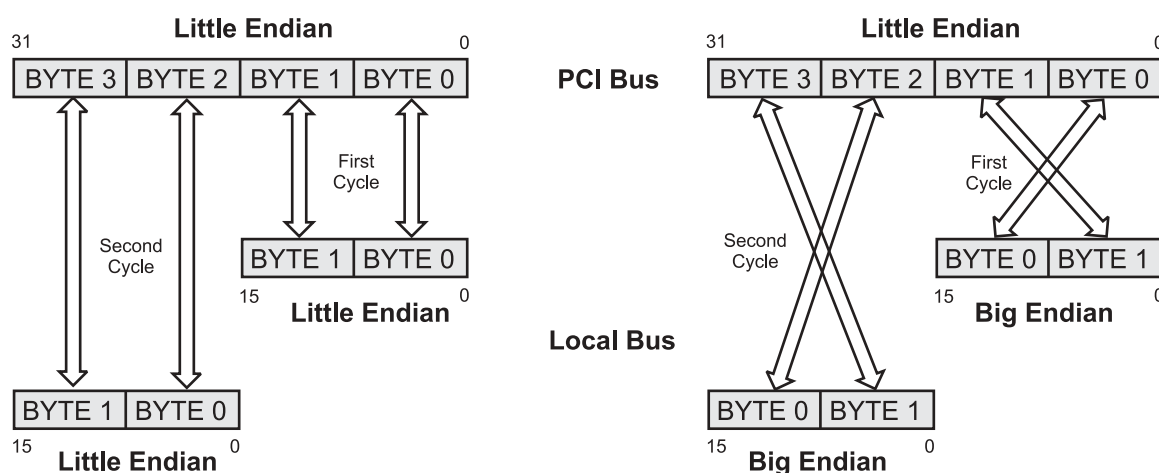 Little Endian
31 0
BYTE 3 BYTE 2 BYTE 1 BYTE 0
First
Cycle
Second
Cycle
BYTE 1 BYTE 0
15 0
Little Endian
BYTE 1 BYTE 0
15 0
Little Endian
PCI Bus
Local Bus
Little Endian
31 0
BYTE 3 BYTE 2 BYTE 1 BYTE 0
First
Cycle
Second
Cycle
BYTE 0 BYTE 1
15 0
Big Endian
BYTE 0 BYTE 1
15 0
Big Endian